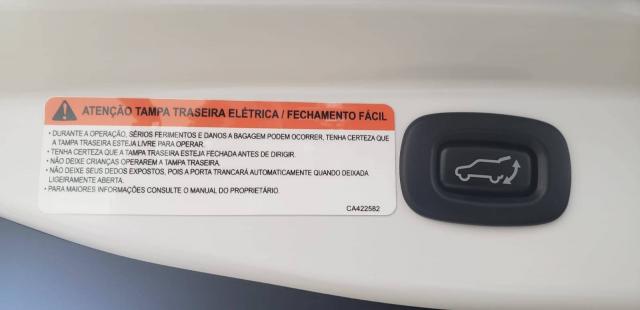 ATENÇÃO TAMPA TRASEIRA ELÉTRICA / FECHAMENTO FÁCIL
• DURANTE A OPERAÇÃO, SÉRIOS FERIMENTOS E DANOS A BAGAGEM PODEM OCORRER, TENHA CERTEZA QUE
A TAMPA TRASEIRA ESTEJA LIVRE PARA OPERAR.
• TENHA CERTEZA QUE A TAMPA TRASEIRA ESTEJA FECHADA ANTES DE DIRIGIR.
• NÃO DEIXE CRIANÇAS OPERAREM A TAMPA TRASEIRA.
• NÃO DEIXE SEUS DEDOS EXPOSTOS, POIS A PORTA TRANCARÁ AUTOMATICAMENTE QUANDO DEIXADA
LIGEIRAMENTE ABERTA.
• PARA MAIORES INFORMAÇÕES CONSULTE O MANUAL DO PROPRIETÁRIO.
CA422582